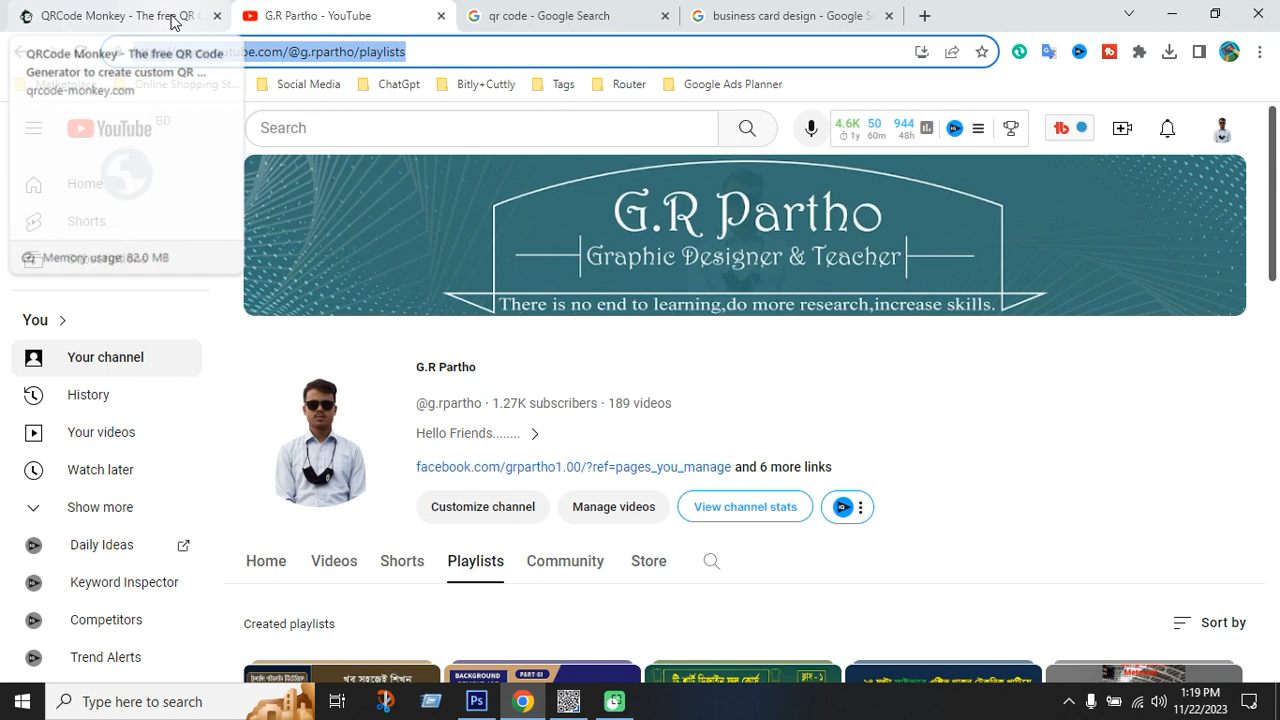 QRCode Monkey - The free QR C
G.R Partho - YouTube
qr code - Google Search
business card design - Google S
be.com/@g.rpartho/playlists
QRCode Monkey - The free QR Code
Generator to create custom QR ...
qrcode-monkey.com
Online Shopping St...
Social Media
ChatGpt
Bitly+Cuttly
Tags
Router
Google Ads Planner
YouTube BD
Search
4.6K 50 944
1y 60m 48h
Home
Shorts
Memory usage: 82.0 MB
G.R Partho
Graphic Designer & Teacher
There is no end to learning,do more research,increase skills.
You
Your channel
History
Your videos
Watch later
Show more
Daily Ideas
Keyword Inspector
Competitors
Trend Alerts
G.R Partho
@g.rpartho · 1.27K subscribers · 189 videos
Hello Friends........
facebook.com/grpartho1.00/?ref=pages_you_manage and 6 more links
Customize channel
Manage videos
View channel stats
Home
Videos
Shorts
Playlists
Community
Store
Created playlists
Sort by
খুব সহজেই শিখুন
BACKGROUND
PART-01
Type here to search
1:19 PM
11/22/2023